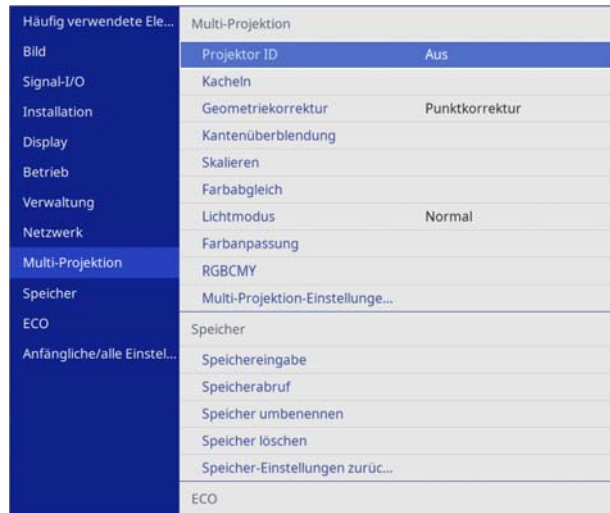 Häufig verwendete Ele...
Bild
Signal-I/O
Installation
Display
Betrieb
Verwaltung
Netzwerk
Multi-Projektion
Speicher
ECO
Anfängliche/alle Einstel...
Multi-Projektion
Projektor ID Aus
Kacheln
Geometriekorrektur Punktkorrektur
Kantenüberblendung
Skalieren
Farbabgleich
Lichtmodus Normal
Farbanpassung
RGBCMY
Multi-Projektion-Einstellunge...
Speicher
Speichereingabe
Speicherabruf
Speicher umbenennen
Speicher löschen
Speicher-Einstellungen zurüc...
ECO